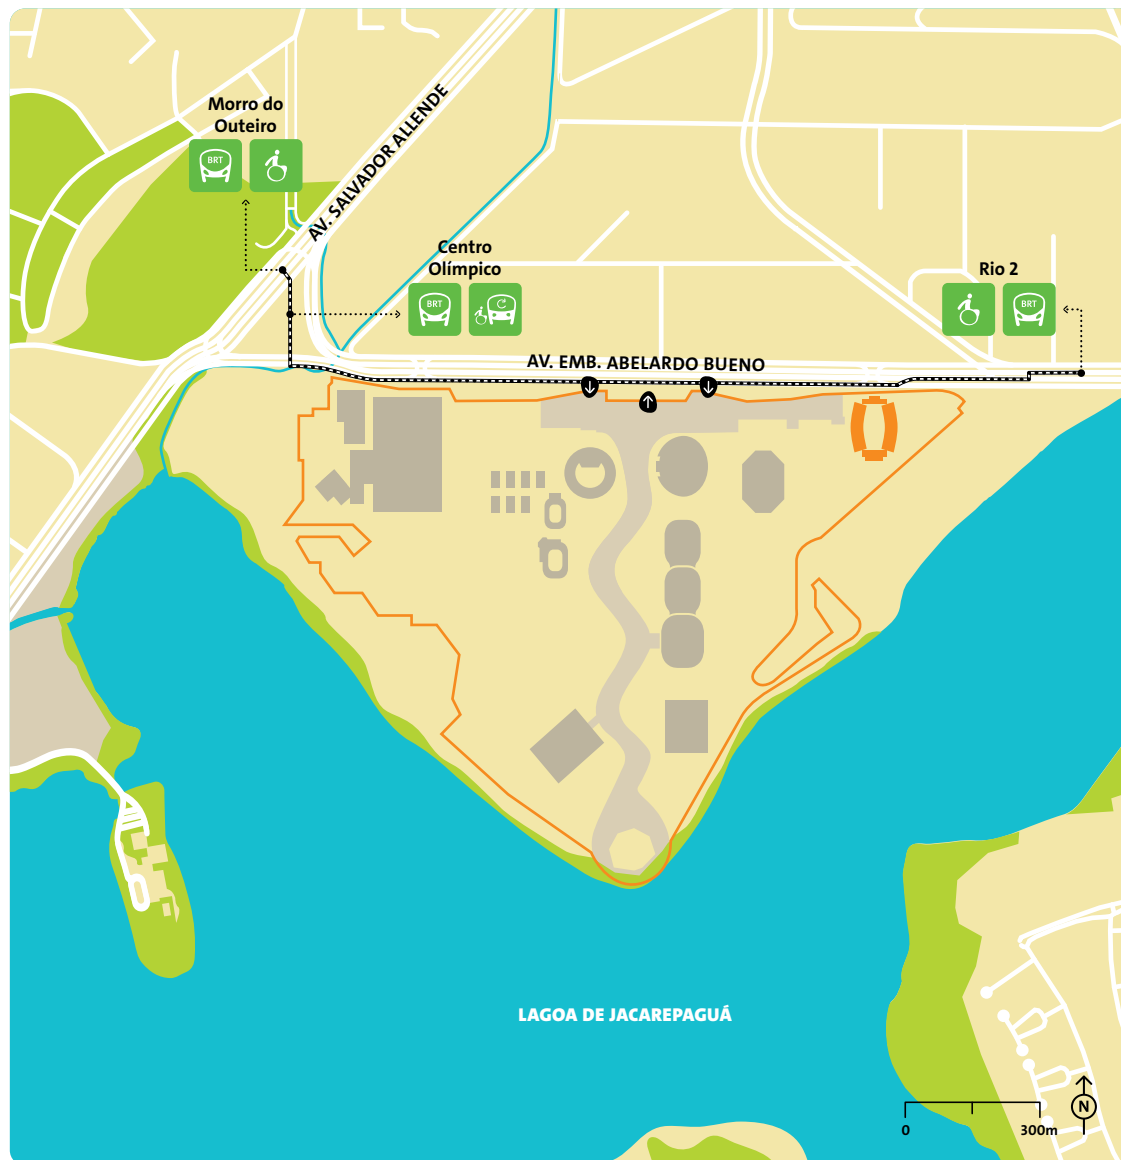 Morro do
Outeiro
BRT
AV. SALVADOR ALLENDE
Centro
Olímpico
BRT
Rio 2
BRT
AV. EMB. ABELARDO BUENO
LAGOA DE JACAREPAGUÁ
N
0
300m